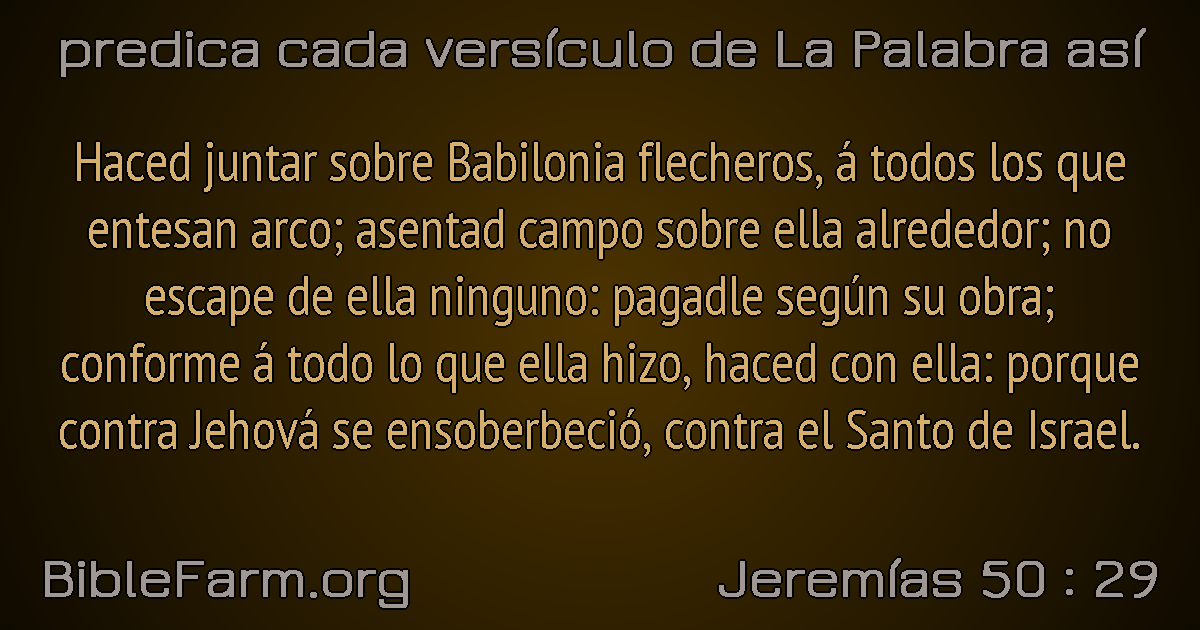 predica cada versículo de La Palabra así
Haced juntar sobre Babilonia flecheros, á todos los que
entesan arco; asentad campo sobre ella alrededor; no
escape de ella ninguno: pagadle según su obra;
conforme á todo lo que ella hizo, haced con ella: porque
contra Jehová se ensoberbeció, contra el Santo de Israel.
BibleFarm.org
Jeremías 50 : 29